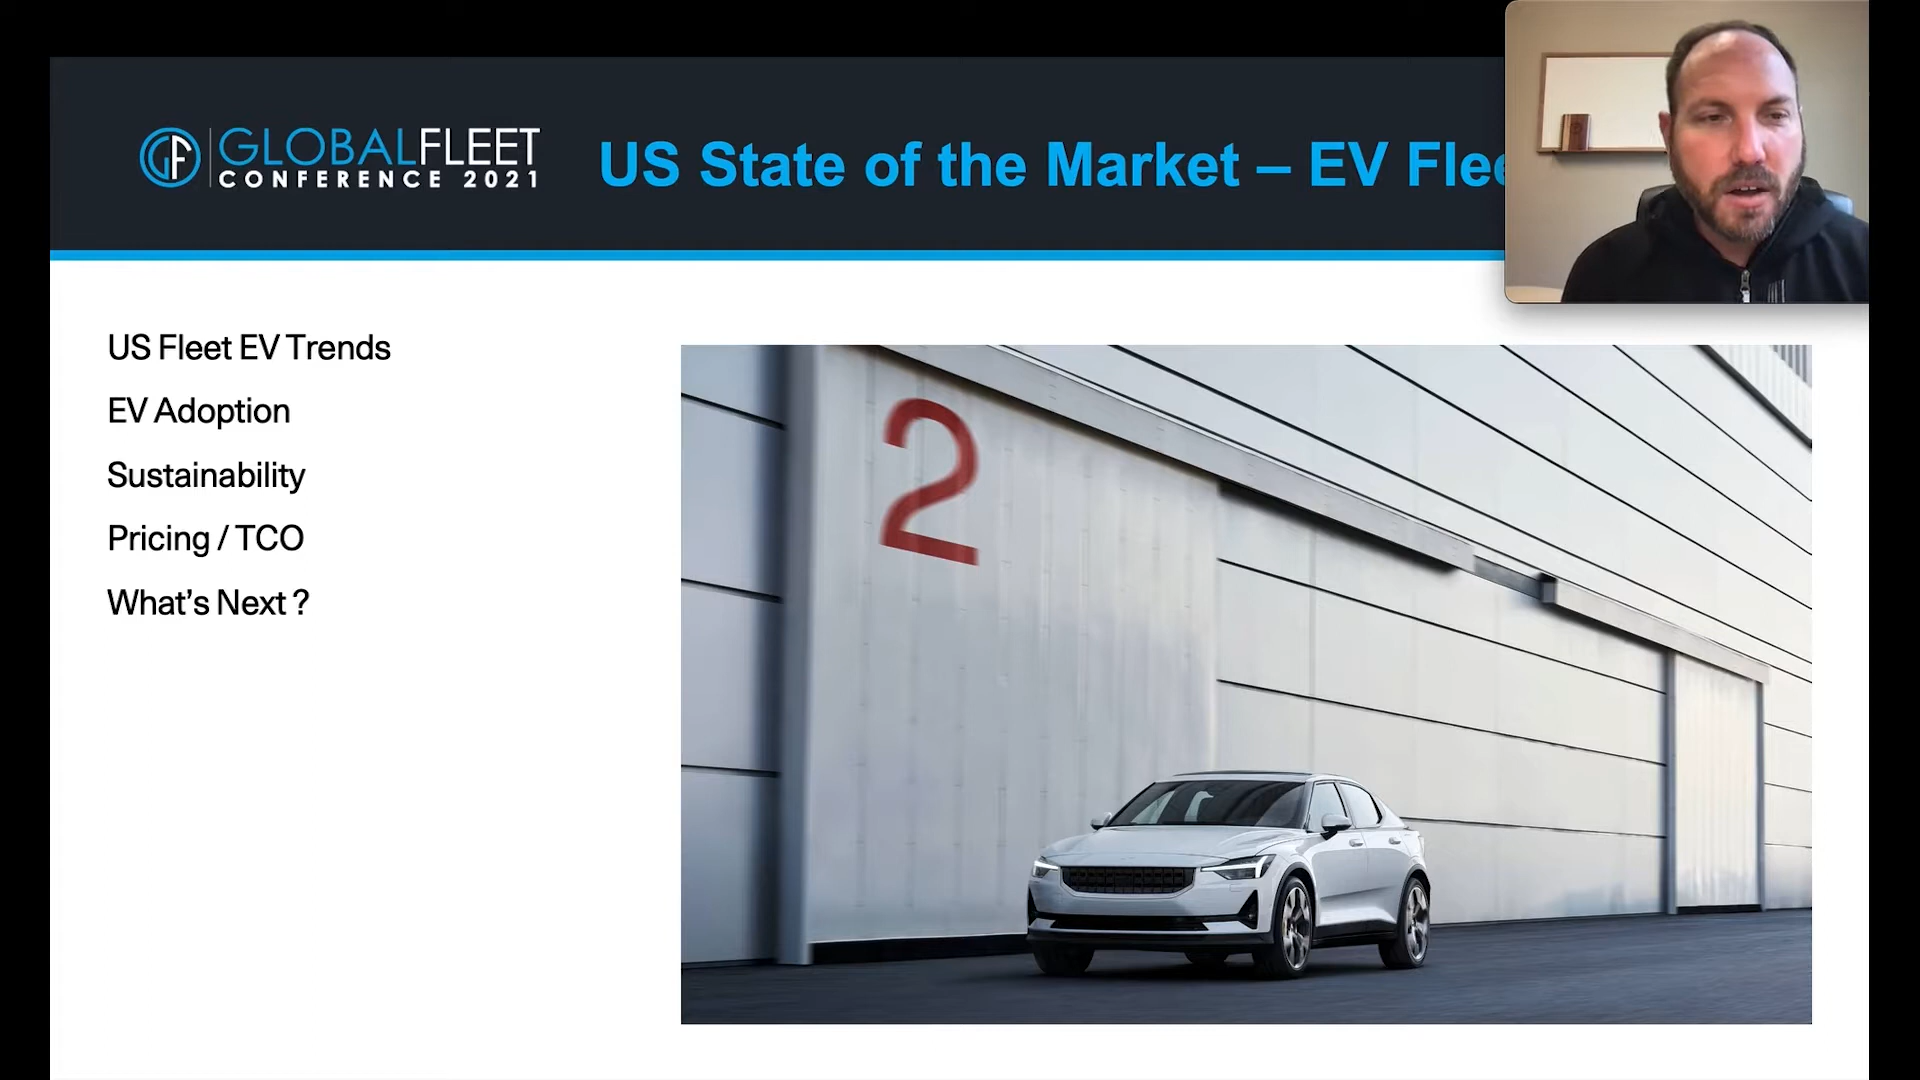 GF
GLOBALFLEET
CONFERENCE 2021
US State of the Market – EV
US Fleet EV Trends
EV Adoption
Sustainability
Pricing / TCO
What’s Next ?
2